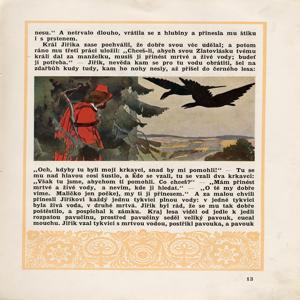 13
nesu." A netrvalo dlouho, vrátila se z hlubiny a přinesla mu štiku
i s prstenem.
Král Jiříka zase pochválil, že dobře svou věc udělal; a potom
ráno mu třetí práci uložil: „Chceš-li, abych svou Zlatovlásku tvému
králi dal za manželku, musíš jí přinést mrtvé a živé vody; budeť
jí potřeba." — Jiřík, nevěda kam se pro tu vodu obrátiti, šel na
zdařbůh kudy tudy, kam ho nohy nesly, až přišel do černého lesa:
„Och, kdyby tu byli moji krkavci, snad by mi pomohli!" — Tu se
mu nad hlavou cosi šustlo, a kde se vzali, tu se vzali dva krkavci:
„Však tu jsme, abychom ti pomohli. Co chceš?" — „Mám přinést
mrtvé a živé vody, a nevím, kde ji hledat." — „O té my dobře
víme. Maličko jen počkej, my ti jí přinesem." A za malou chvíli
přinesli Jiříkovi každý jednu tykvici plnou vody: v jedné tykvici
byla živá voda, v druhé mrtvá. Jiřík byl rád, že se mu tak dobře
poštěstilo, a pospíchal k zámku. Kraj lesa viděl od jedle k jedli
rozpatou pavučinu, prostřed pavučiny seděl veliký pavouk, cucal
mouchu. Jiřík vzal tykvici s mrtvou vodou, postříkl pavouka, a pavouk
13